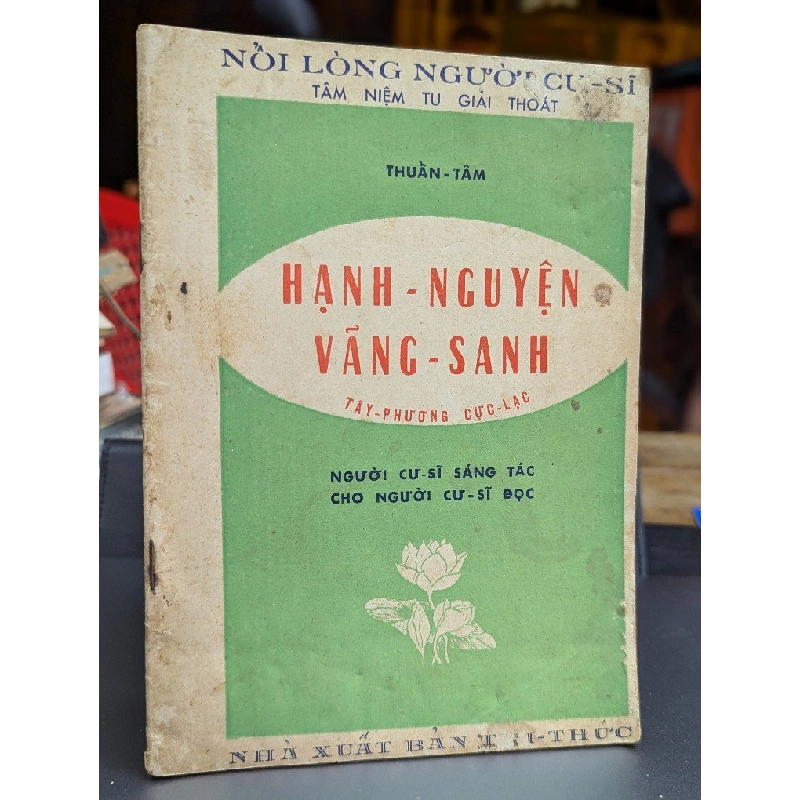 NỖI LÒNG NGƯỜI CƯ-SĨ
TÂM NIỆM TU GIẢI THOÁT
THUẦN-TÂM
HẠNH-NGUYỆN
VÃNG-SANH
TÂY-PHƯƠNG CỰC-LẠC
NGƯỜI CƯ-SĨ SÁNG TÁC
CHO NGƯỜI CƯ-SĨ ĐỌC
NHÀ XUẤT BẢN TRI-THỨC